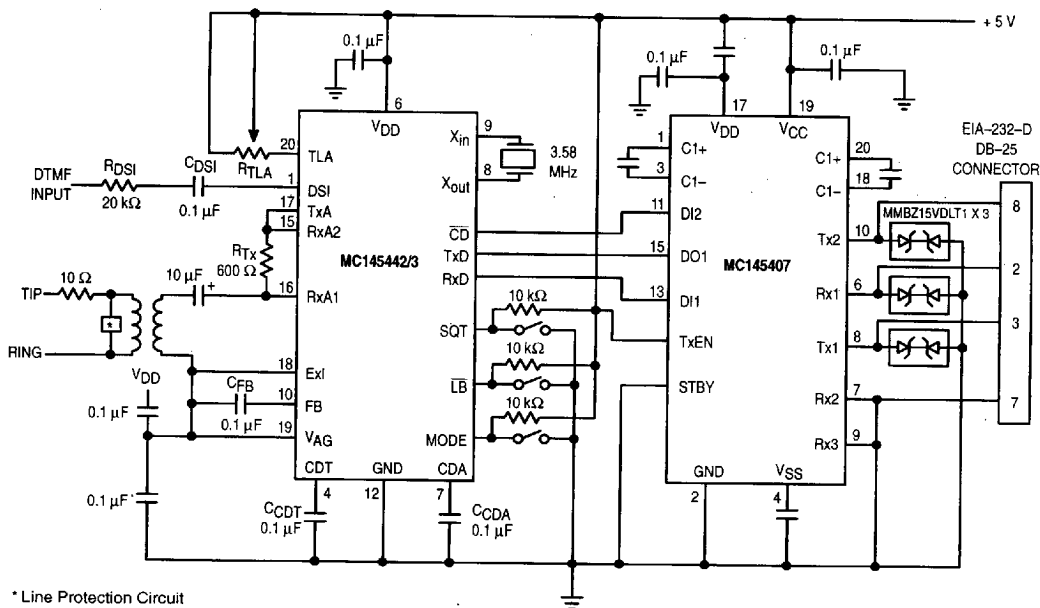 + 5 V
0.1 μF
0.1 μF
0.1 μF
6
17
19
VDD
VDD
VCC
EIA–232–D
DB–25
CONNECTOR
Xin
9
3.58
MHz
Xout
8
1
C1+
3
C1–
20
C1+
18
C1–
20
TLA
RTLA
CDSI
RDSI
DTMF
INPUT
20 kΩ
0.1 μF
1
DSI
17
TxA
15
RxA2
RTx
600 Ω
MC145442/3
CD
TxD
RxD
11
DI2
15
DO1
13
DI1
MC145407
MMBZ15VDLT1 X 3
8
Tx2
10
2
Rx1
6
3
Tx1
8
10 Ω
TIP
10 μF
+
16
RxA1
*
RING
10 kΩ
SQT
TxEN
10 kΩ
LB
STBY
10 kΩ
MODE
VDD
18
ExI
CFB
10
FB
0.1 μF
0.1 μF
19
VAG
Rx2
7
7
Rx3
9
CDT
GND
CDA
4
12
7
GND
2
VSS
4
0.1 μF
CCDT
0.1 μF
CCDA
0.1 μF
* Line Protection Circuit